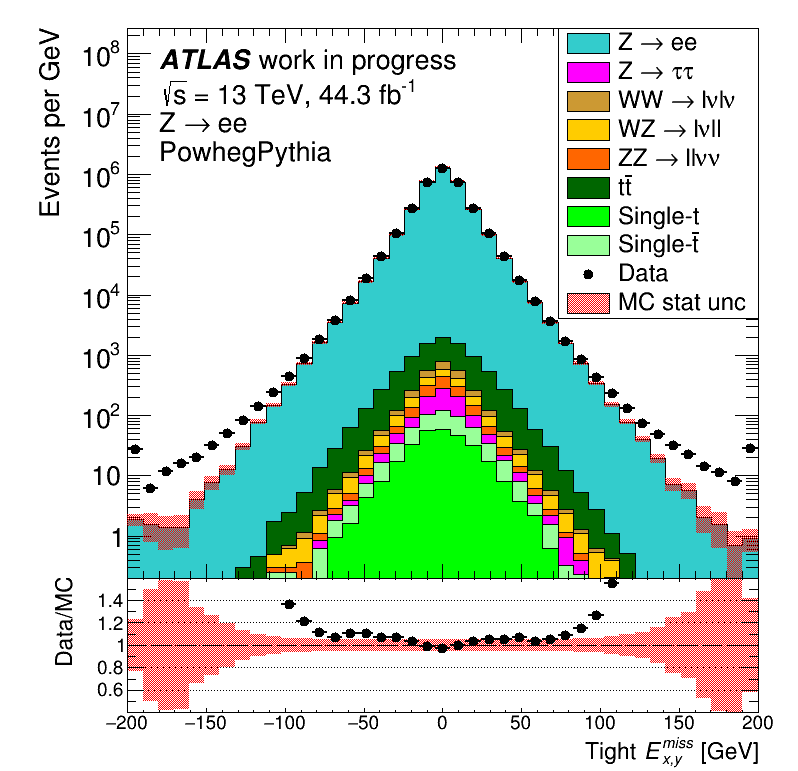 Events per GeV
10⁸
10⁷
10⁶
10⁵
10⁴
10³
10²
10
1
ATLAS work in progress
√s = 13 TeV, 44.3 fb⁻¹
Z → ee
PowhegPythia
Z → ee
Z → ττ
WW → lνlν
WZ → lνll
ZZ → llνν
tt̄
Single-t
Single-t̄
Data
MC stat unc
Data/MC
1.4
1.2
1
0.8
0.6
−200 −150 −100 −50 0 50 100 150 200
Tight E_{x,y}^{miss} [GeV]